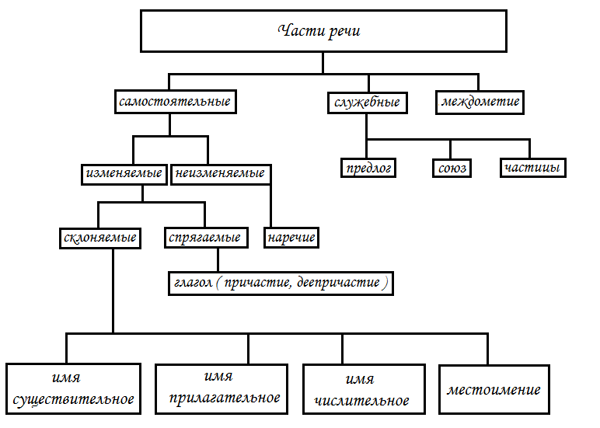 Части речи
самостоятельные
служебные
междометие
изменяемые
неизменяемые
предлог
союз
частицы
склоняемые
спрягаемые
наречие
глагол ( причастие, деепричастие )
имя
существительное
имя
прилагательное
имя
числительное
местоимение